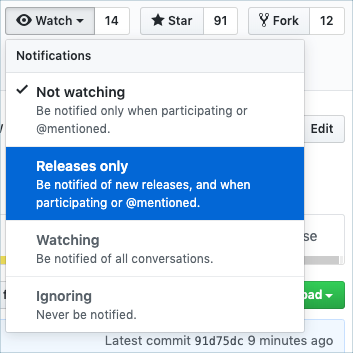 Watch 14 Star 91 Fork 12
Notifications
Not watching
Be notified only when participating or
@mentioned.
Edit
Releases only
Be notified of new releases, and when
participating or @mentioned.
Watching
Be notified of all conversations.
Ignoring
Never be notified.
Latest commit 91d75dc 9 minutes ago